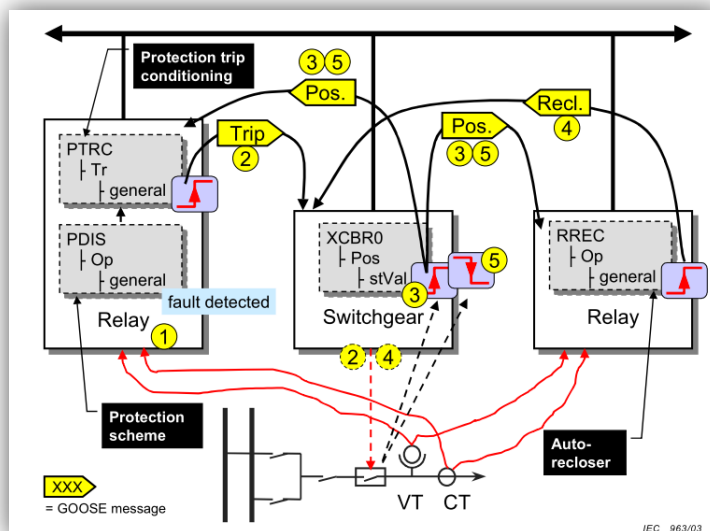 Protection trip
conditioning
3 5
Pos.
Recl.
4
Trip
2
Pos.
3 5
PTRC
Tr
general
PDIS
Op
general
fault detected
Relay
1
XCBR0
Pos
stVal
3
5
Switchgear
2 4
RREC
Op
general
Relay
Protection
scheme
Auto-
recloser
XXX
= GOOSE message
VT
CT
IEC 963/03